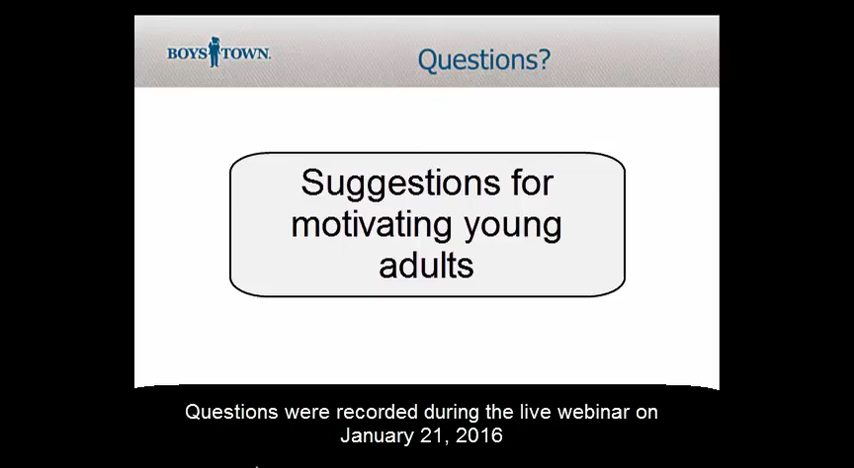 BOYS TOWN.
Questions?
Suggestions for
motivating young
adults
Questions were recorded during the live webinar on
January 21, 2016